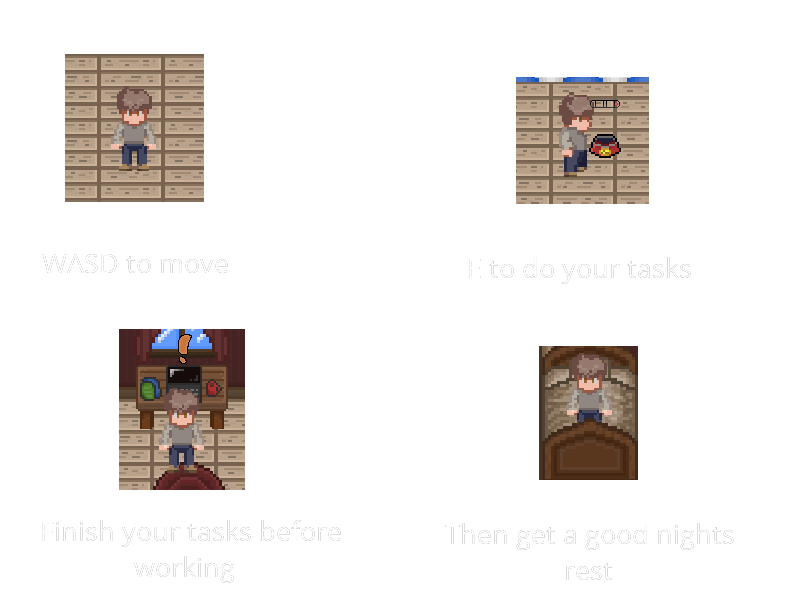 WASD to move
E to do your tasks
Finish your tasks before
working
Then get a good nights
rest